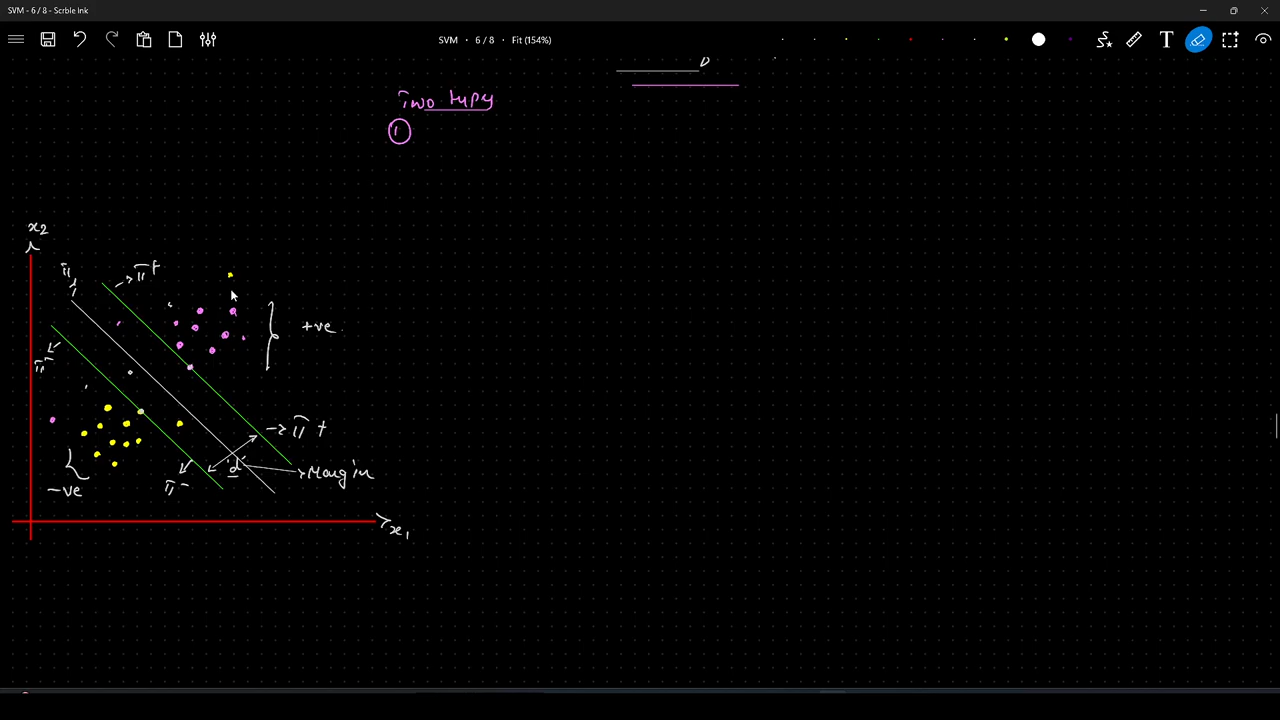 SVM - 6 / 8 - Scrble Ink
SVM • 6 / 8 • Fit (154%)
T
D
Two types
1
x2
π
π+
+ve
π-
π+
'd'
Margin
-ve
π-
x1